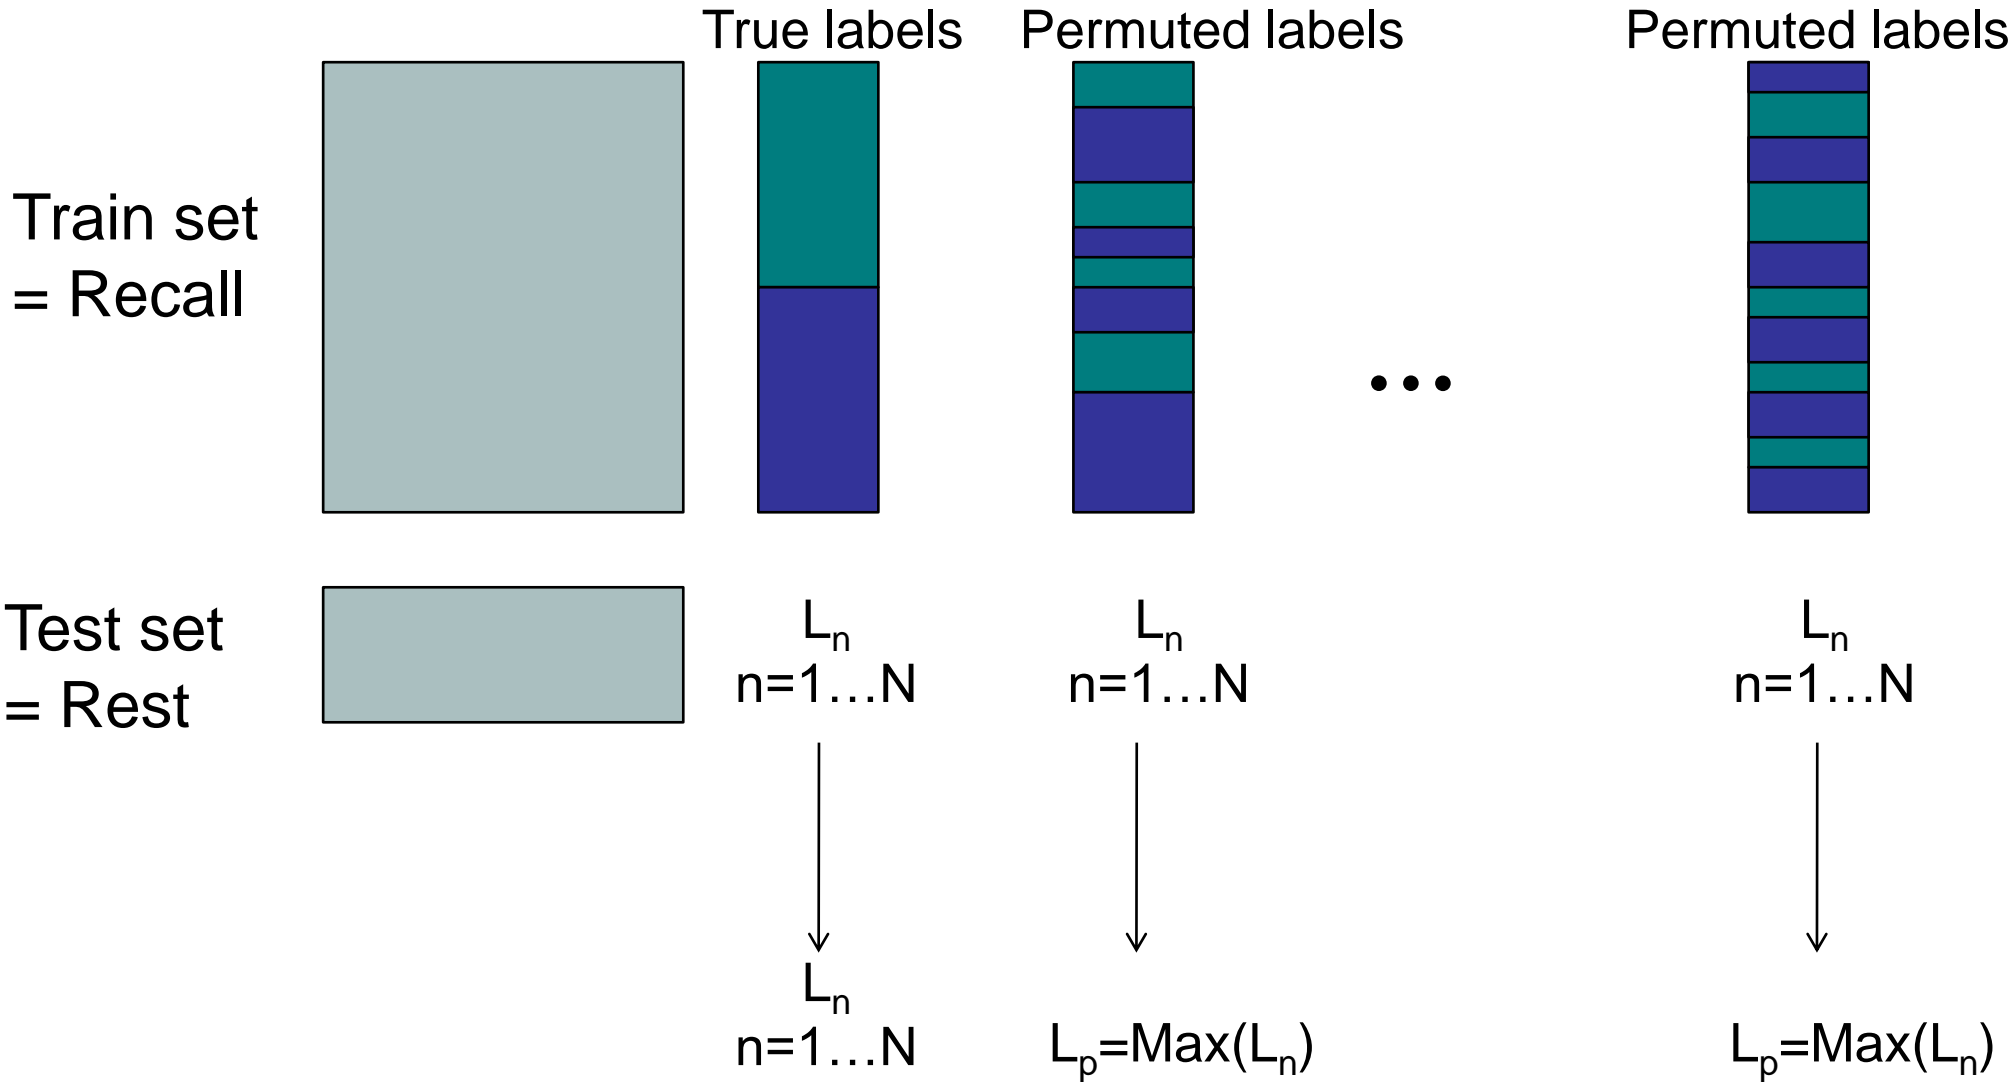 True labels
Permuted labels
Permuted labels
Train set
= Recall
...
Test set
= Rest
Lₙ
n=1...N
Lₙ
n=1...N
Lₙ
n=1...N
Lₙ
n=1...N
Lₚ=Max(Lₙ)
Lₚ=Max(Lₙ)